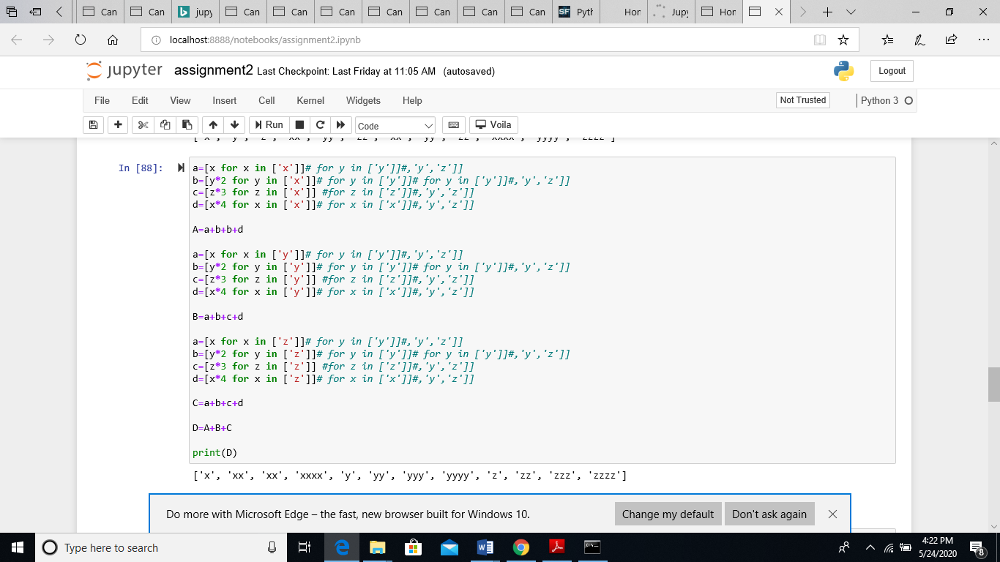 Can Can jupy Can Can Can Can Can Can Can Pyth Hor Jupy Hor
localhost:8888/notebooks/assignment2.ipynb
jupyter assignment2 Last Checkpoint: Last Friday at 11:05 AM (autosaved) Logout
File Edit View Insert Cell Kernel Widgets Help Not Trusted Python 3
Run Code Voila
In [88]: a=[x for x in ['x']]# for y in ['y']]#,'y','z']]
b=[y*2 for y in ['x']]# for y in ['y']]# for y in ['y']]#,'y','z']]
c=[z*3 for z in ['x']] #for z in ['z']]#,'y','z']]
d=[x*4 for x in ['x']]# for x in ['x']]#,'y','z']]
A=a+b+b+d
a=[x for x in ['y']]# for y in ['y']]#,'y','z']]
b=[y*2 for y in ['y']]# for y in ['y']]# for y in ['y']]#,'y','z']]
c=[z*3 for z in ['y']] #for z in ['z']]#,'y','z']]
d=[x*4 for x in ['y']]# for x in ['x']]#,'y','z']]
B=a+b+c+d
a=[x for x in ['z']]# for y in ['y']]#,'y','z']]
b=[y*2 for y in ['z']]# for y in ['y']]# for y in ['y']]#,'y','z']]
c=[z*3 for z in ['z']] #for z in ['z']]#,'y','z']]
d=[x*4 for x in ['z']]# for x in ['x']]#,'y','z']]
C=a+b+c+d
D=A+B+C
print(D)
['x', 'xx', 'xx', 'xxxx', 'y', 'yy', 'yyy', 'yyyy', 'z', 'zz', 'zzz', 'zzzz']
Do more with Microsoft Edge – the fast, new browser built for Windows 10. Change my default Don't ask again
Type here to search 4:22 PM
5/24/2020 8